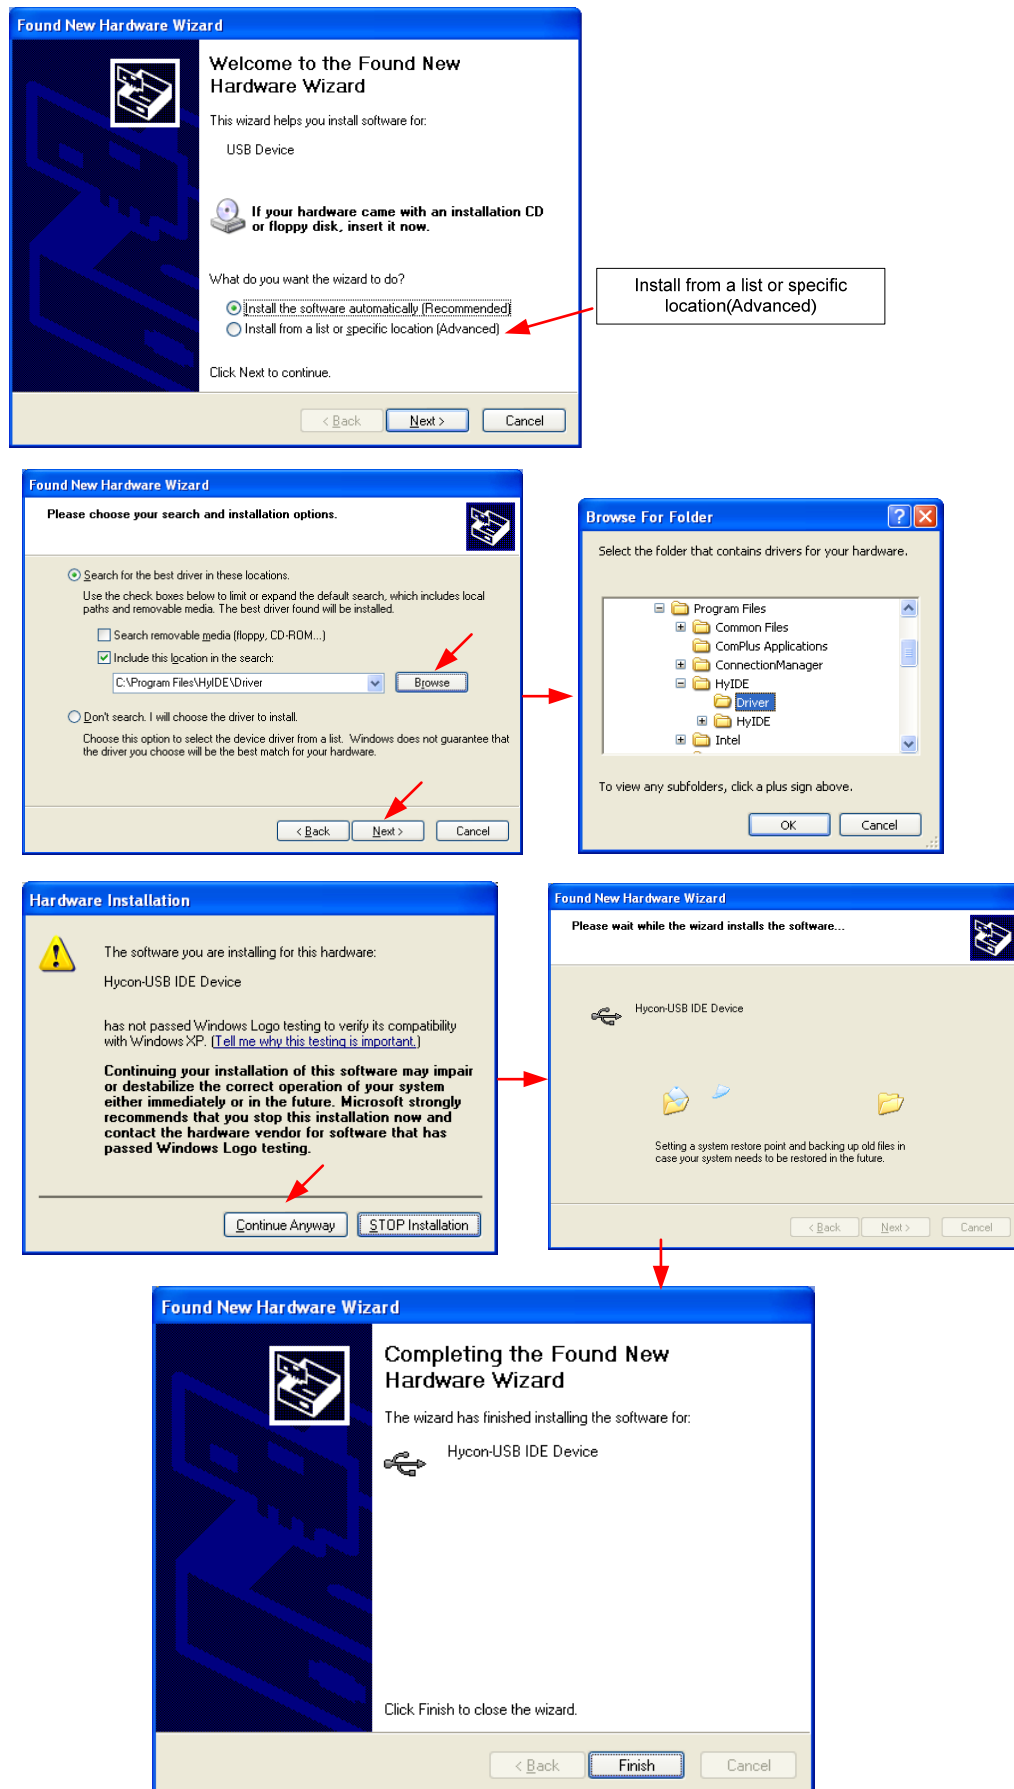 Found New Hardware Wizard
Welcome to the Found New
Hardware Wizard
This wizard helps you install software for:
USB Device
If your hardware came with an installation CD
or floppy disk, insert it now.
What do you want the wizard to do?
Install the software automatically (Recommended)
Install from a list or specific location (Advanced)
Click Next to continue.
< Back
Next >
Cancel
Install from a list or specific
location(Advanced)
Found New Hardware Wizard
Please choose your search and installation options.
Search for the best driver in these locations.
Use the check boxes below to limit or expand the default search, which includes local
paths and removable media. The best driver found will be installed.
Search removable media (floppy, CD-ROM...)
Include this location in the search:
C:\Program Files\HyIDE\Driver
Browse
Don't search. I will choose the driver to install.
Choose this option to select the device driver from a list. Windows does not guarantee that
the driver you choose will be the best match for your hardware.
< Back
Next >
Cancel
Browse For Folder
Select the folder that contains drivers for your hardware.
Program Files
Common Files
ComPlus Applications
ConnectionManager
HyIDE
Driver
HyIDE
Intel
To view any subfolders, click a plus sign above.
OK
Cancel
Hardware Installation
The software you are installing for this hardware:
Hycon-USB IDE Device
has not passed Windows Logo testing to verify its compatibility
with Windows XP. (Tell me why this testing is important.)
Continuing your installation of this software may impair
or destabilize the correct operation of your system
either immediately or in the future. Microsoft strongly
recommends that you stop this installation now and
contact the hardware vendor for software that has
passed Windows Logo testing.
Continue Anyway
STOP Installation
Found New Hardware Wizard
Please wait while the wizard installs the software...
Hycon-USB IDE Device
Setting a system restore point and backing up old files in
case your system needs to be restored in the future.
< Back
Next >
Cancel
Found New Hardware Wizard
Completing the Found New
Hardware Wizard
The wizard has finished installing the software for:
Hycon-USB IDE Device
Click Finish to close the wizard.
< Back
Finish
Cancel